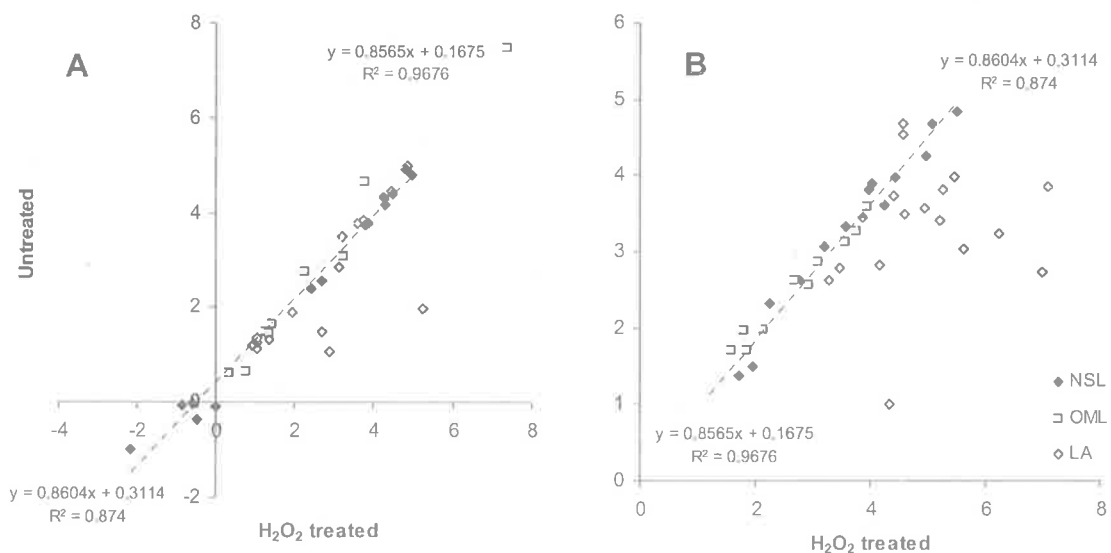 A
y = 0.8565x + 0.1675
R² = 0.9676
8
6
4
2
0
-2
-4
-2
0
2
4
6
8
Untreated
H₂O₂ treated
y = 0.8604x + 0.3114
R² = 0.874
B
y = 0.8604x + 0.3114
R² = 0.874
6
5
4
3
2
1
0
0
2
4
6
8
H₂O₂ treated
y = 0.8565x + 0.1675
R² = 0.9676
NSL
OML
LA